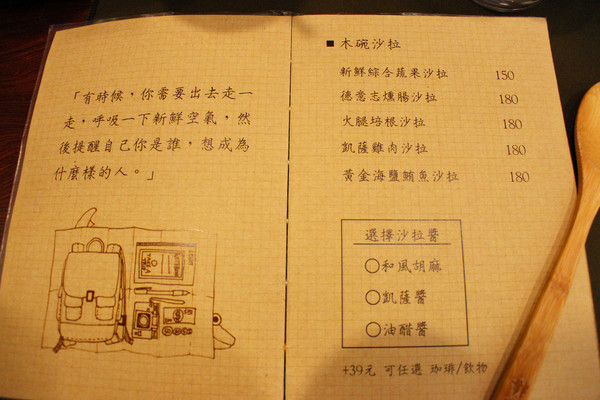 「有時候，你需要出去走一
走，呼吸一下新鮮空氣，然
後提醒自己你是誰，想成為
什麼樣的人。」
■ 木碗沙拉
新鮮綜合蔬果沙拉 150
德意志燻腸沙拉 180
火腿培根沙拉 180
凱薩雞肉沙拉 180
黃金海鹽鮪魚沙拉 180
選擇沙拉醬
○和風胡麻
○凱薩醬
○油醋醬
+39元 可任選 咖啡/飲物